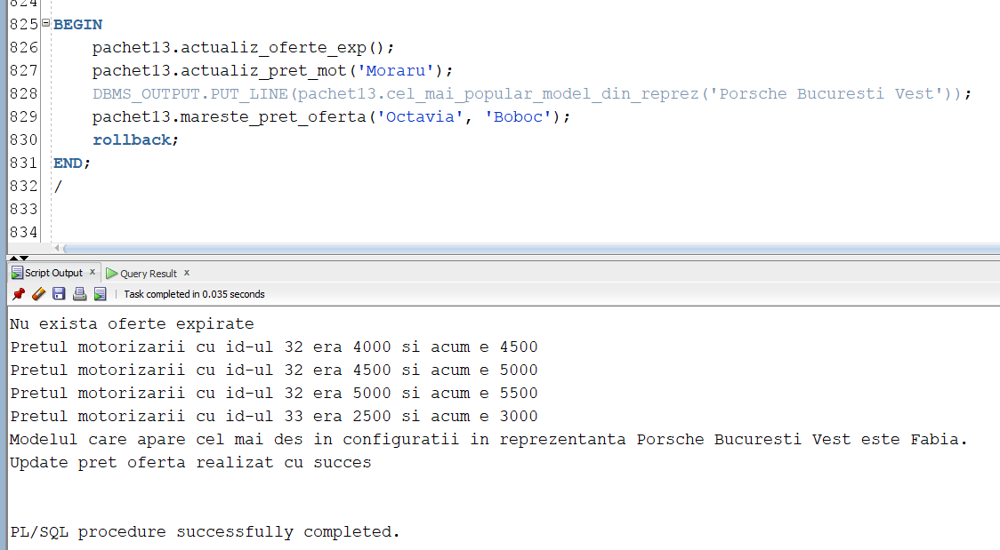 824
825 BEGIN
826 pachet13.actualiz_oferte_exp();
827 pachet13.actualiz_pret_mot('Moraru');
828 DBMS_OUTPUT.PUT_LINE(pachet13.cel_mai_popular_model_din_reprez('Porsche Bucuresti Vest'));
829 pachet13.mareste_pret_oferta('Octavia', 'Boboc');
830 rollback;
831 END;
832 /
833
834
Script Output x Query Result x
Task completed in 0.035 seconds
Nu exista oferte expirate
Pretul motorizarii cu id-ul 32 era 4000 si acum e 4500
Pretul motorizarii cu id-ul 32 era 4500 si acum e 5000
Pretul motorizarii cu id-ul 32 era 5000 si acum e 5500
Pretul motorizarii cu id-ul 33 era 2500 si acum e 3000
Modelul care apare cel mai des in configuratii in reprezentanta Porsche Bucuresti Vest este Fabia.
Update pret oferta realizat cu succes
PL/SQL procedure successfully completed.